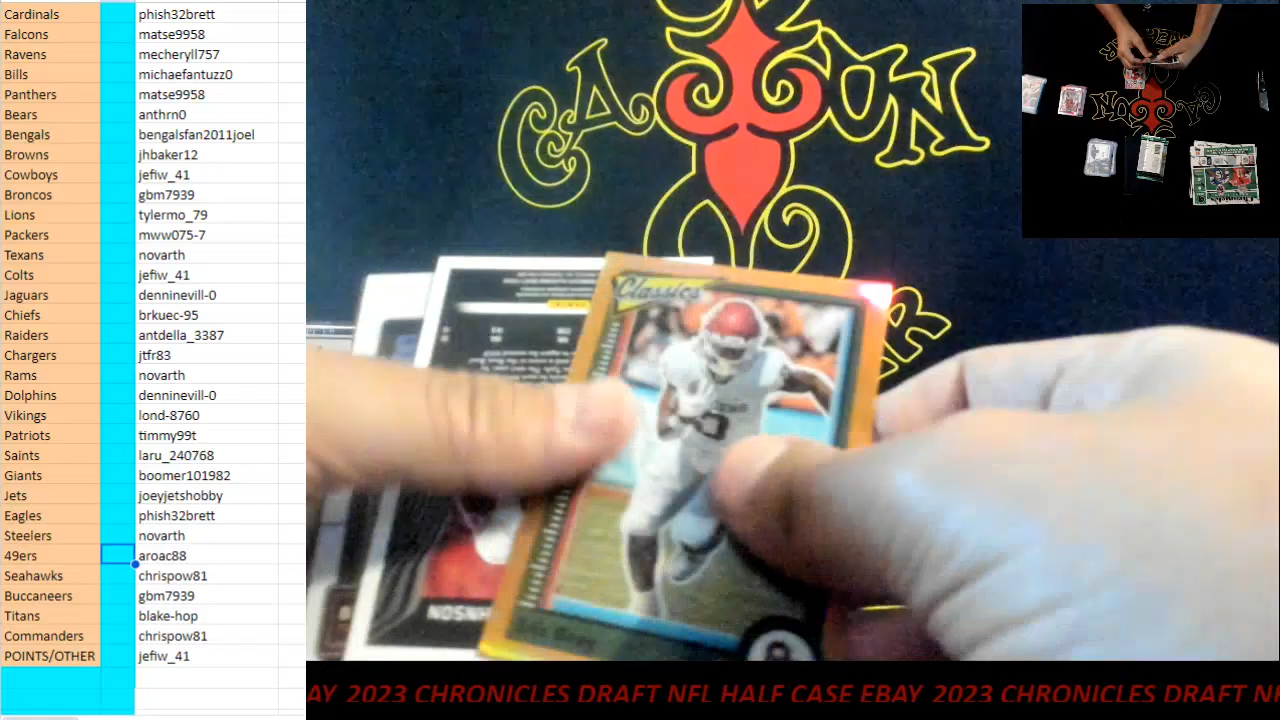 Cardinals phish32brett
Falcons matse9958
Ravens mecheryll757
Bills michaefantuzz0
Panthers matse9958
Bears anthrn0
Bengals bengalsfan2011joel
Browns jhbaker12
Cowboys jefiw_41
Broncos gbm7939
Lions tylermo_79
Packers mww075-7
Texans novarth
Colts jefiw_41
Jaguars denninevill-0
Chiefs brkuec-95
Raiders antdella_3387
Chargers jtfr83
Rams novarth
Dolphins denninevill-0
Vikings lond-8760
Patriots timmy99t
Saints laru_240768
Giants boomer101982
Jets joeyjetshobby
Eagles phish32brett
Steelers novarth
49ers aroac88
Seahawks chrispow81
Buccaneers gbm7939
Titans blake-hop
Commanders chrispow81
POINTS/OTHER jefiw_41
CAJUN
Classics
AY 2023 CHRONICLES DRAFT NFL HALF CASE EBAY 2023 CHRONICLES DRAFT N